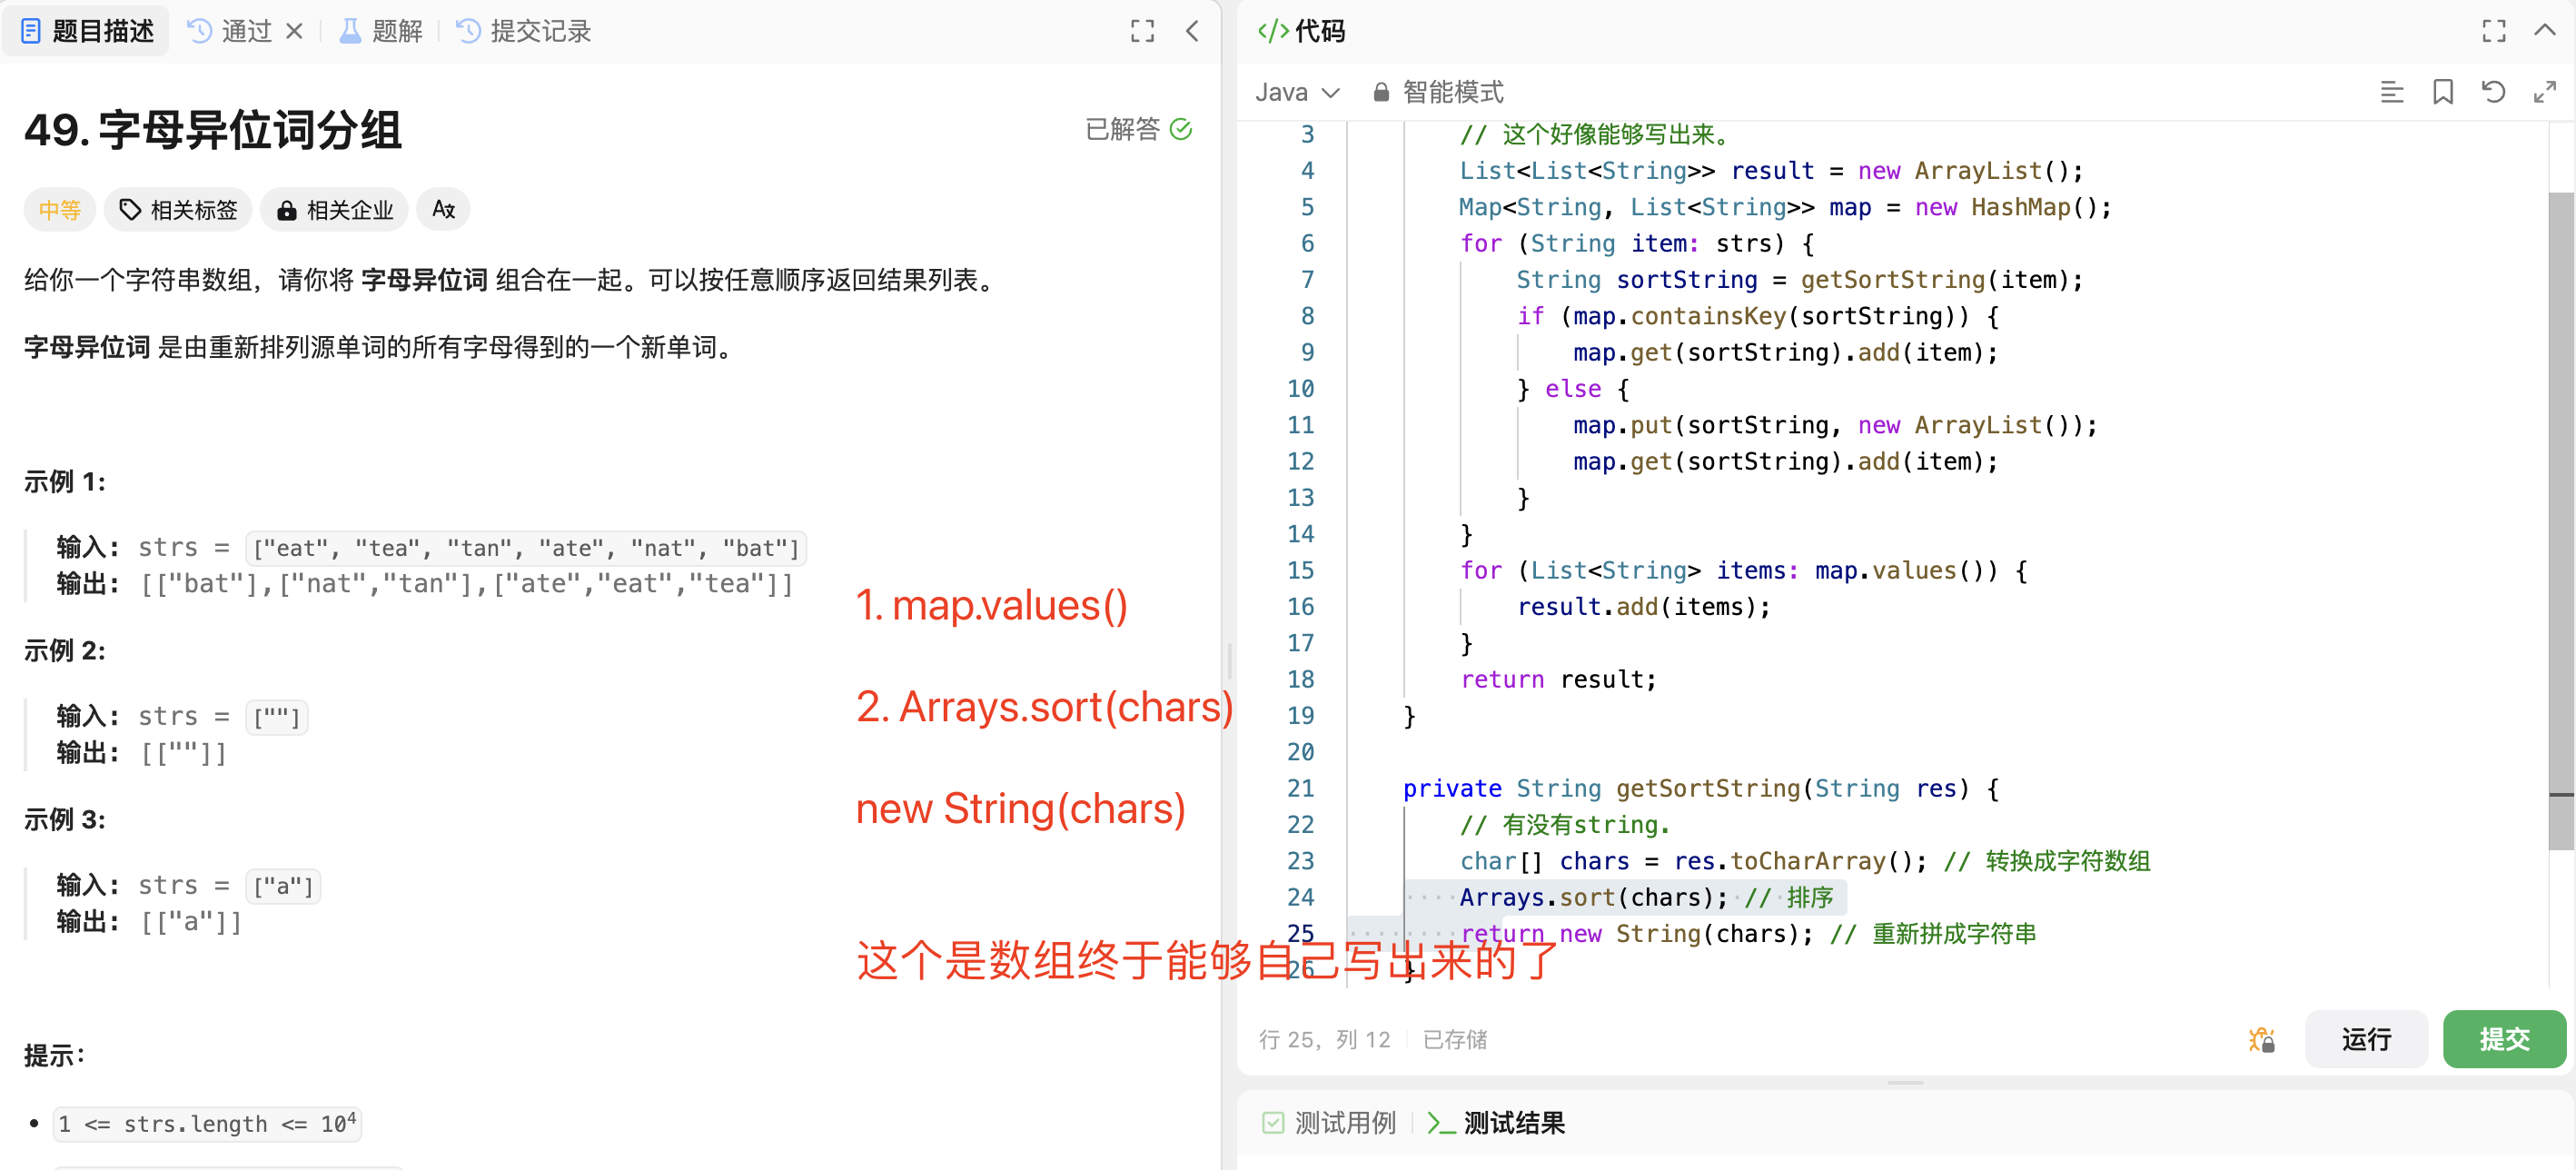 题目描述
通过
题解
提交记录
49. 字母异位词分组
已解答
中等
相关标签
相关企业
给你一个字符串数组，请你将 字母异位词 组合在一起。可以按任意顺序返回结果列表。
字母异位词 是由重新排列源单词的所有字母得到的一个新单词。
示例 1:
输入: strs = ["eat", "tea", "tan", "ate", "nat", "bat"]
输出: [["bat"],["nat","tan"],["ate","eat","tea"]]
示例 2:
输入: strs = [""]
输出: [[""]]
示例 3:
输入: strs = ["a"]
输出: [["a"]]
提示：
1 <= strs.length <= 10⁴
1. map.values()
2. Arrays.sort(chars)
new String(chars)
这个是数组终于能够自己写出来的了
</>代码
Java
智能模式
3 // 这个好像能够写出来。
4 List<List<String>> result = new ArrayList();
5 Map<String, List<String>> map = new HashMap();
6 for (String item: strs) {
7 String sortString = getSortString(item);
8 if (map.containsKey(sortString)) {
9 map.get(sortString).add(item);
10 } else {
11 map.put(sortString, new ArrayList());
12 map.get(sortString).add(item);
13 }
14 }
15 for (List<String> items: map.values()) {
16 result.add(items);
17 }
18 return result;
19 }
20
21 private String getSortString(String res) {
22 // 有没有string.
23 char[] chars = res.toCharArray(); // 转换成字符数组
24 Arrays.sort(chars); // 排序
25 return new String(chars); // 重新拼成字符串
26 }
行 25，列 12
已存储
运行
提交
测试用例
测试结果